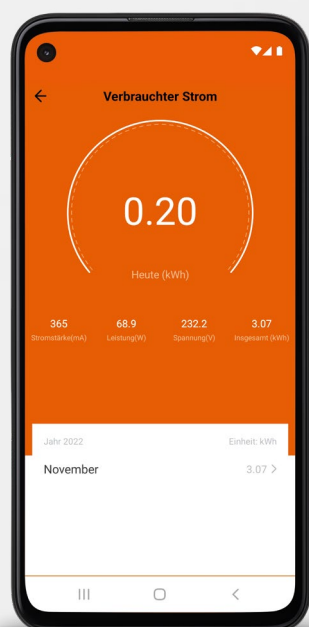 Verbrauchter Strom
0.20
Heute (kWh)
365 68.9 232.2 3.07
Stromstärke(mA) Leistung(W) Spannung(V) Insgesamt (kWh)
Jahr 2022 Einheit: kWh
November 3.07